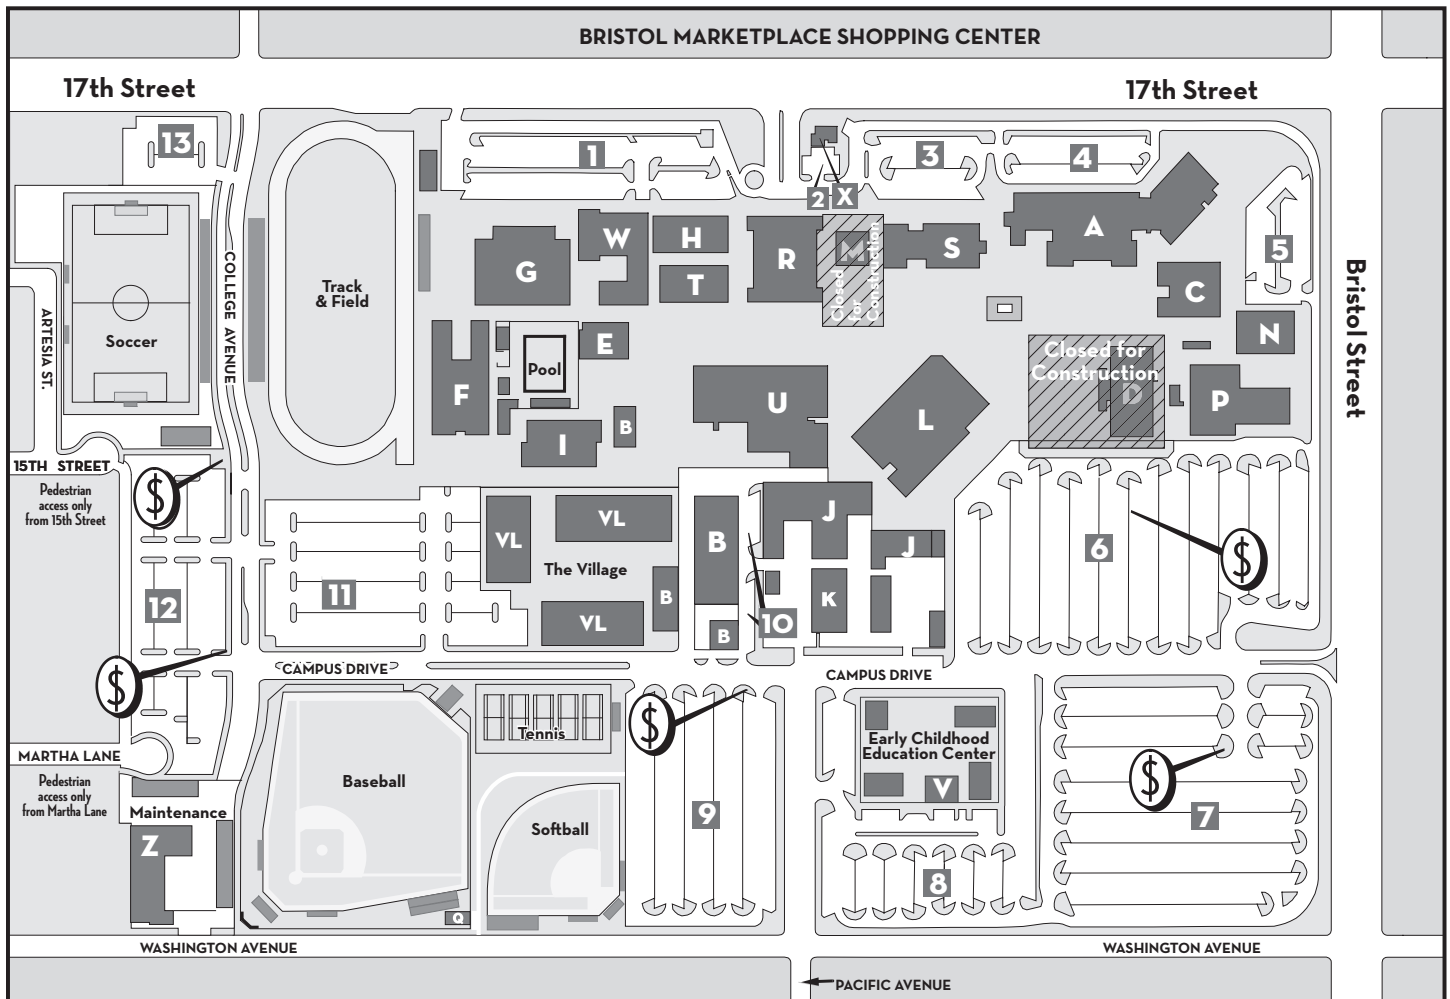 BRISTOL MARKETPLACE SHOPPING CENTER
17th Street
17th Street
13
1
3
4
2
X
5
COLLEGE AVENUE
ARTESIA ST.
Bristol Street
Soccer
Track
& Field
G
W
H
T
R
M
Closed
for
Construction
S
A
C
N
E
Pool
F
I
B
U
L
Closed for
Construction
D
P
15TH STREET
Pedestrian
access only
from 15th Street
$
12
11
VL
VL
The Village
VL
B
B
B
10
J
J
K
6
$
$
CAMPUS DRIVE
CAMPUS DRIVE
MARTHA LANE
Pedestrian
access only
from Martha Lane
Maintenance
Z
Baseball
Tennis
Softball
$
9
Early Childhood
Education Center
V
8
$
7
Q
WASHINGTON AVENUE
WASHINGTON AVENUE
PACIFIC AVENUE